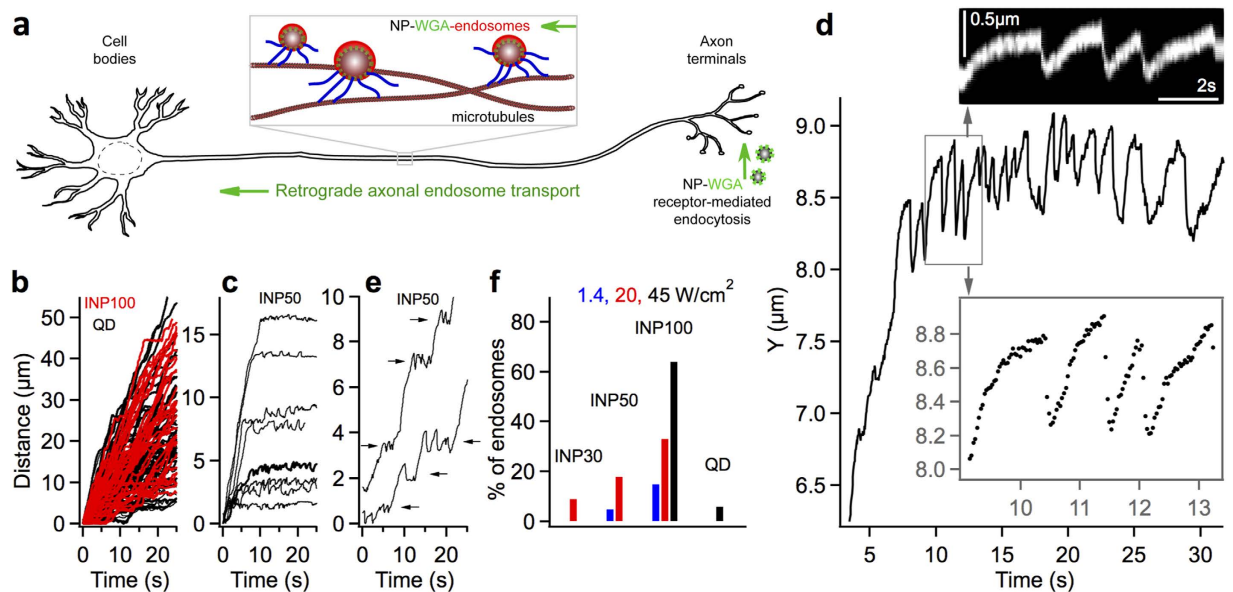 a
Cell
bodies
NP-WGA-endosomes
microtubules
Axon
terminals
NP-WGA
receptor-mediated
endocytosis
Retrograde axonal endosome transport
d
0.5µm
2s
9.0
8.5
8.0
7.5
7.0
6.5
Y (µm)
8.8
8.6
8.4
8.2
8.0
10
11
12
13
5
10
15
20
25
30
Time (s)
b
INP100
QD
50
40
30
20
10
0
Distance (µm)
0
10
20
Time (s)
c
INP50
15
10
5
0
0
10
20
Time (s)
e
INP50
10
8
6
4
2
0
0
10
20
Time (s)
f
1.4, 20, 45 W/cm²
INP100
INP50
INP30
QD
80
60
40
20
0
% of endosomes